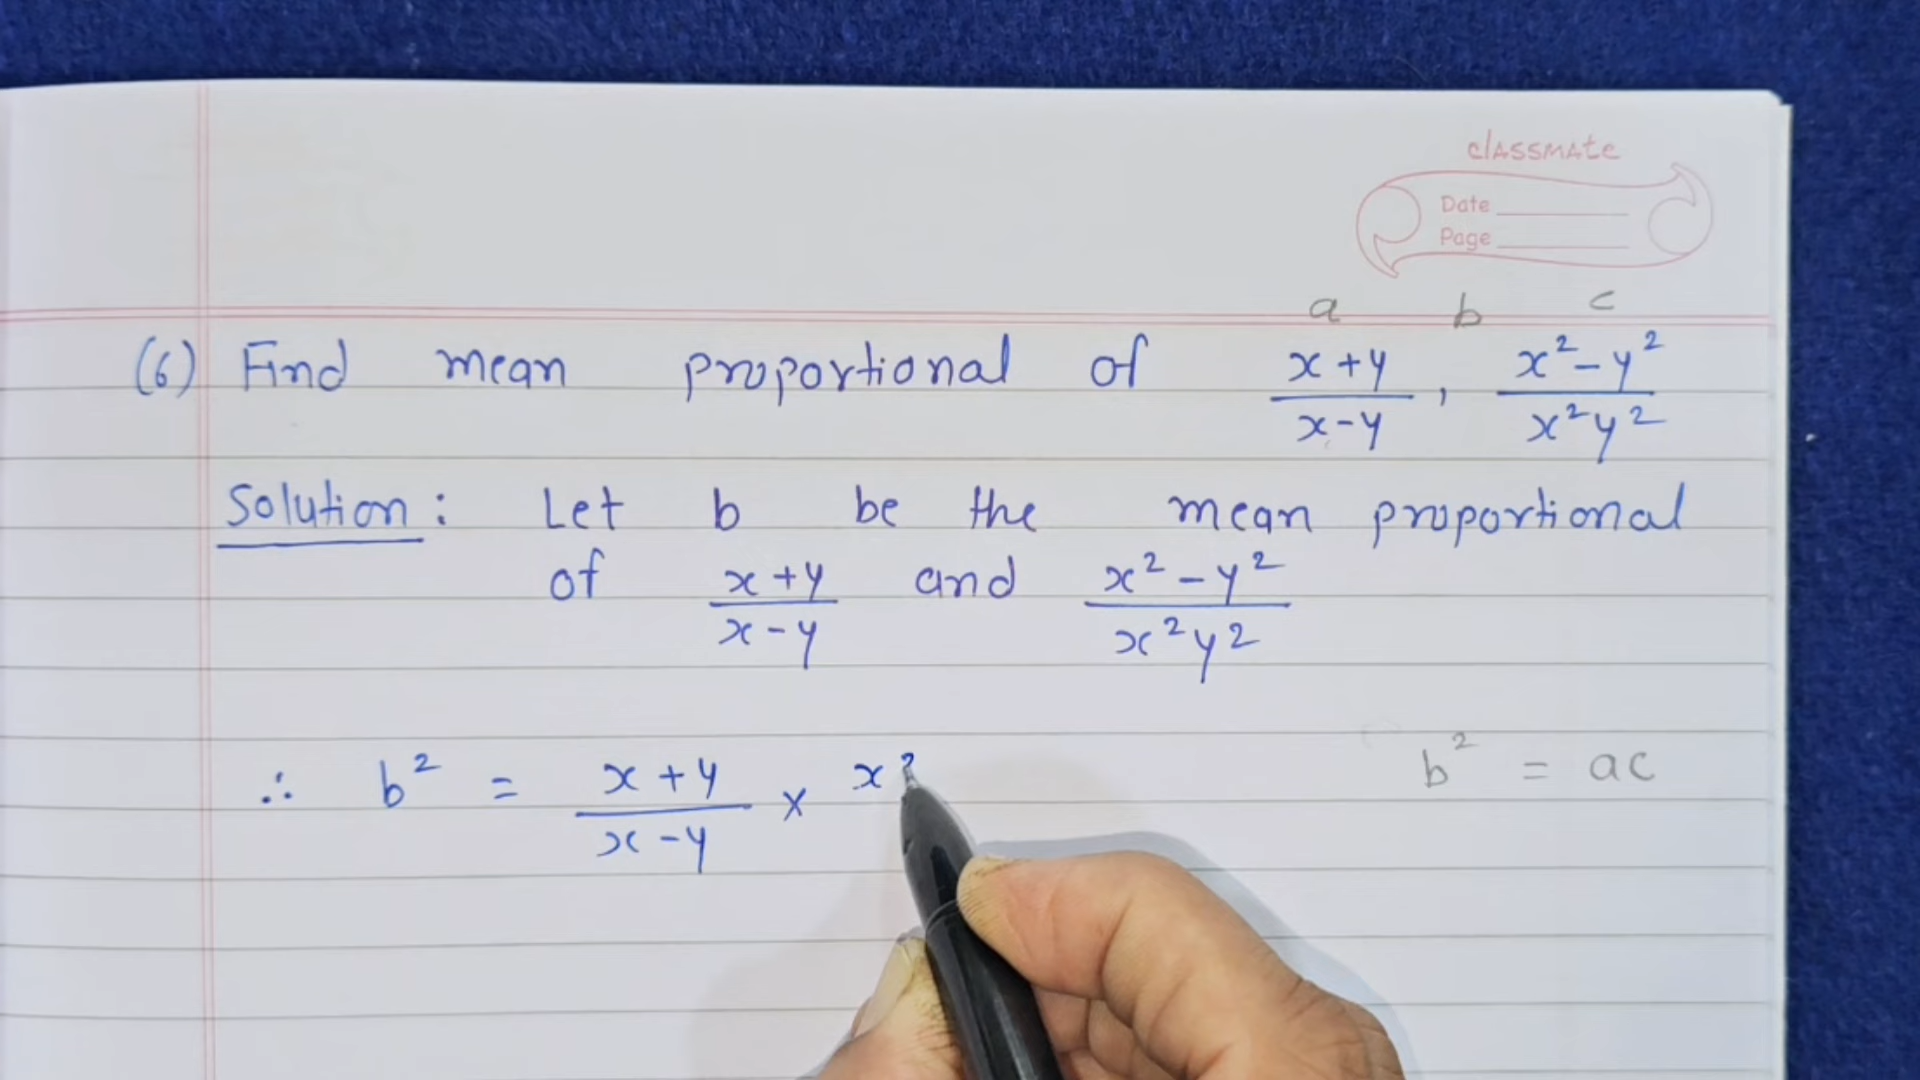 classmate
Date
Page
a b c
(6) Find mean proportional of x+y/x-y , x²-y²/x²y²
Solution: Let b be the mean proportional
of x+y/x-y and x²-y²/x²y²
∴ b² = x+y/x-y × x²
b² = ac